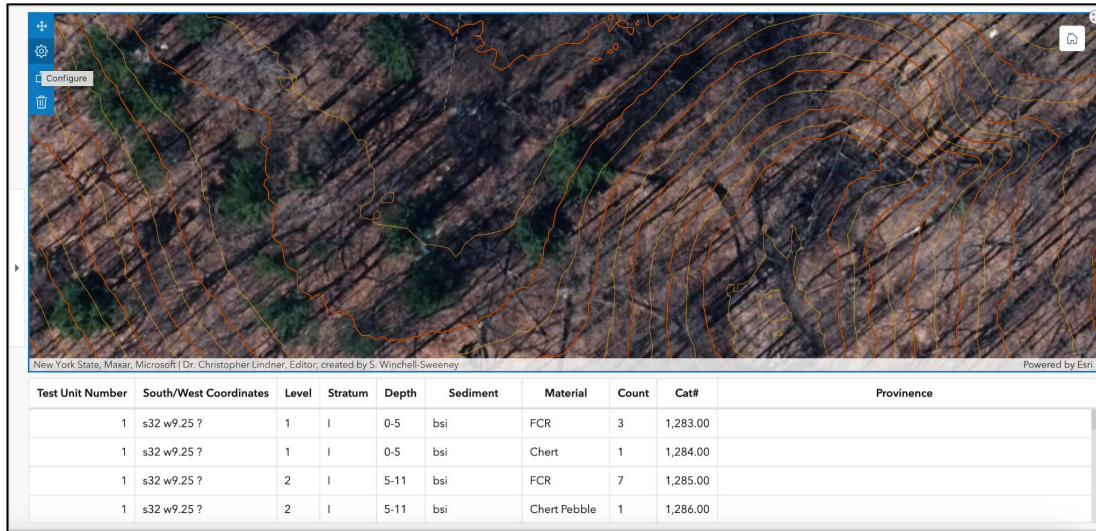 Configure
New York State, Maxar, Microsoft | Dr. Christopher Lindner, Editor; created by S. Winchell-Sweeney Powered by Esri
Test Unit Number South/West Coordinates Level Stratum Depth Sediment Material Count Cat# Provinence
1 s32 w9.25 ? 1 I 0-5 bsi FCR 3 1,283.00
1 s32 w9.25 ? 1 I 0-5 bsi Chert 1 1,284.00
1 s32 w9.25 ? 2 I 5-11 bsi FCR 7 1,285.00
1 s32 w9.25 ? 2 I 5-11 bsi Chert Pebble 1 1,286.00